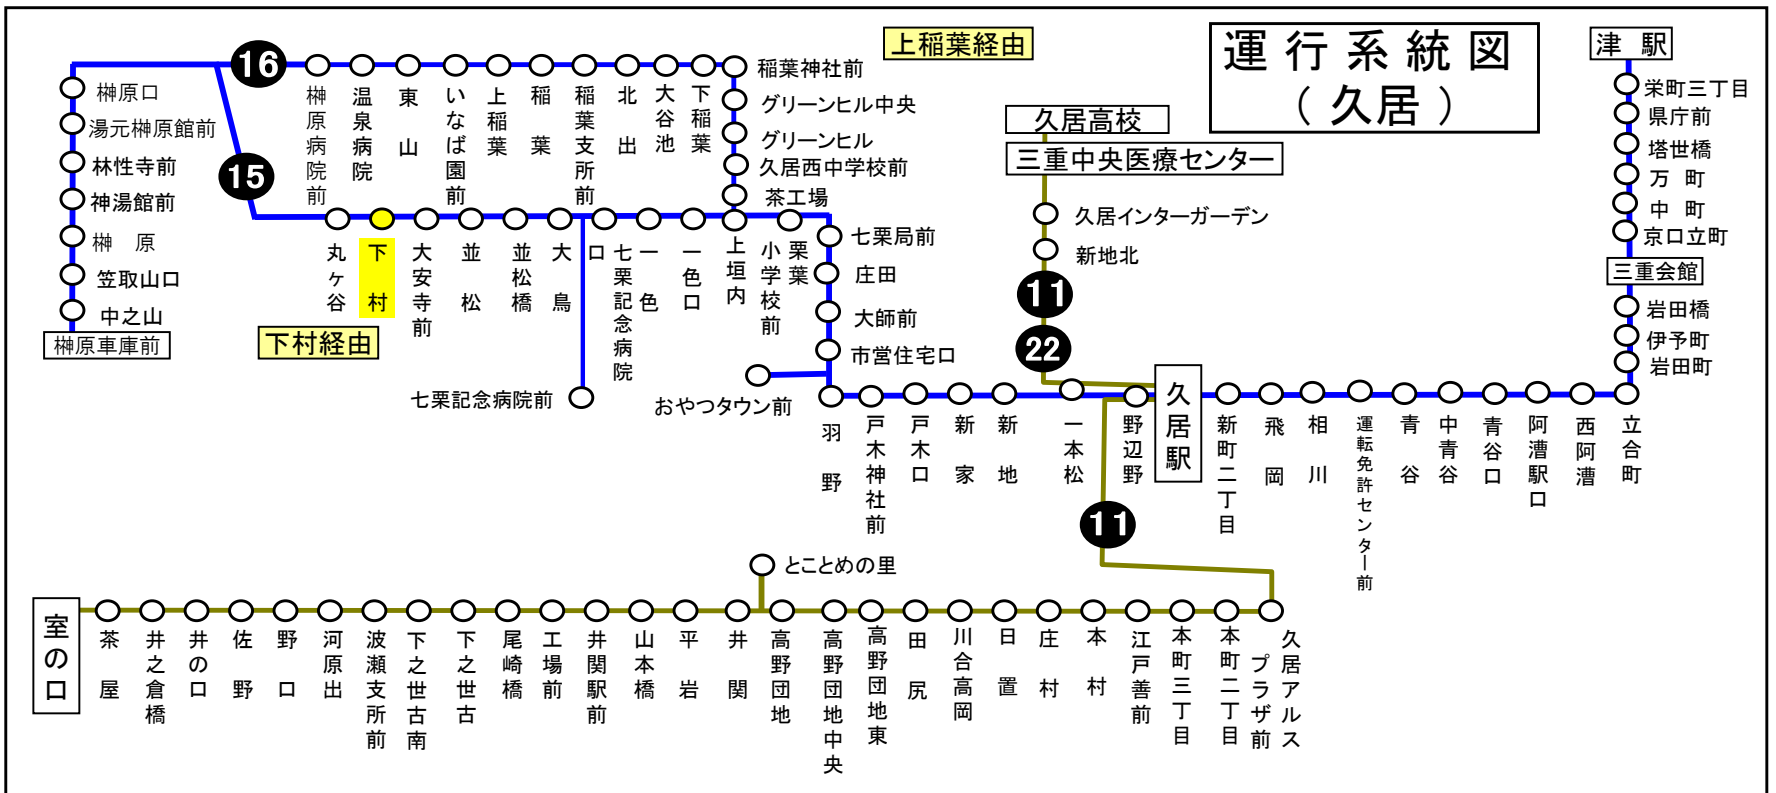 運行系統図
（久居）
上稲葉経由
津 駅
栄町三丁目
県庁前
塔世橋
万 町
中 町
京口立町
三重会館
岩田橋
伊予町
岩田町
立合町
西阿漕
阿漕駅口
青谷口
中青谷
青 谷
運転免許センター前
相 川
飛 岡
新町二丁目
久居駅
久居高校
三重中央医療センター
久居インターガーデン
新地北
11
22
野辺野
一本松
新 地
新 家
戸木口
戸木神社前
羽 野
おやつタウン前
市営住宅口
大師前
庄田
七栗局前
栗葉
小学校前
上垣内
一色口
一 色
七栗記念病院
口
七栗記念病院前
大 鳥
並松橋
並 松
大安寺前
下 村
丸ヶ谷
下村経由
15
茶工場
久居西中学校前
グリーンヒル
グリーンヒル中央
稲葉神社前
下稲葉
大谷池
北 出
稲葉支所前
稲 葉
上稲葉
いなば園前
東 山
温泉病院
榊原病院前
16
榊原口
湯元榊原館前
林性寺前
神湯館前
榊 原
笠取山口
中之山
榊原車庫前
11
久居アルス
プラザ前
本町二丁目
本町三丁目
江戸善前
本 村
庄 村
日 置
川合高岡
田 尻
高野団地東
高野団地中央
高野団地
とことめの里
井 関
平 岩
山本橋
井関駅前
工場前
尾崎橋
下之世古
下之世古南
波瀬支所前
河原出
野 口
佐 野
井の口
井之倉橋
茶 屋
室の口